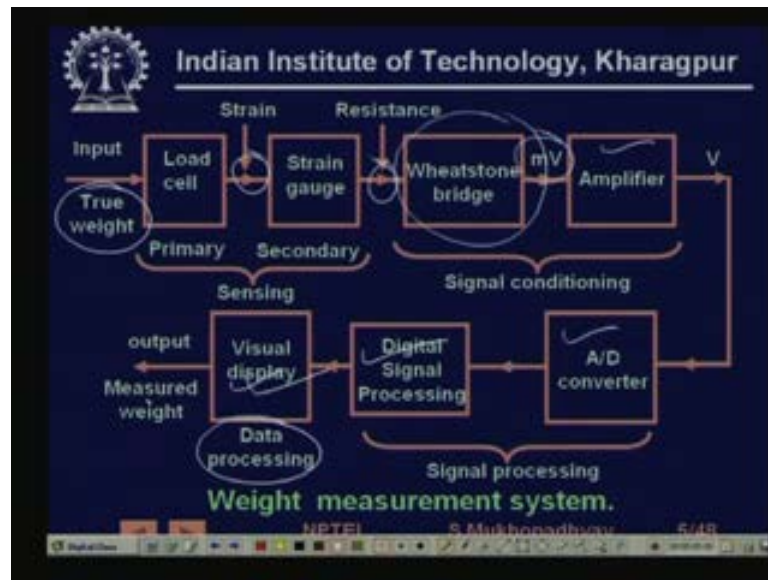 Indian Institute of Technology, Kharagpur
Strain
Resistance
Input
Load
cell
Strain
gauge
Wheatstone
bridge
mV
Amplifier
V
True
weight
Primary
Secondary
Sensing
Signal conditioning
output
Measured
weight
Visual
display
Digital
Signal
Processing
A/D
converter
Data
processing
Signal processing
Weight measurement system.
NPTEL
S.Mukhopadhyay
5/48